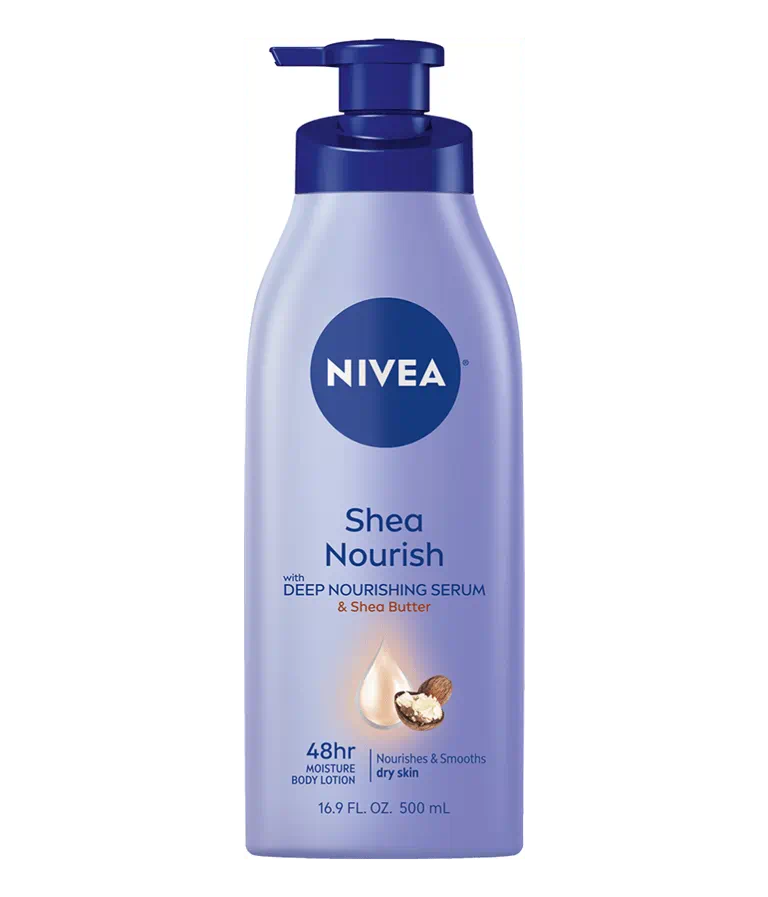 NIVEA®
Shea
Nourish
with
DEEP NOURISHING SERUM
& Shea Butter
48hr
MOISTURE
BODY LOTION
Nourishes & Smooths
dry skin
16.9 FL. OZ. 500 mL